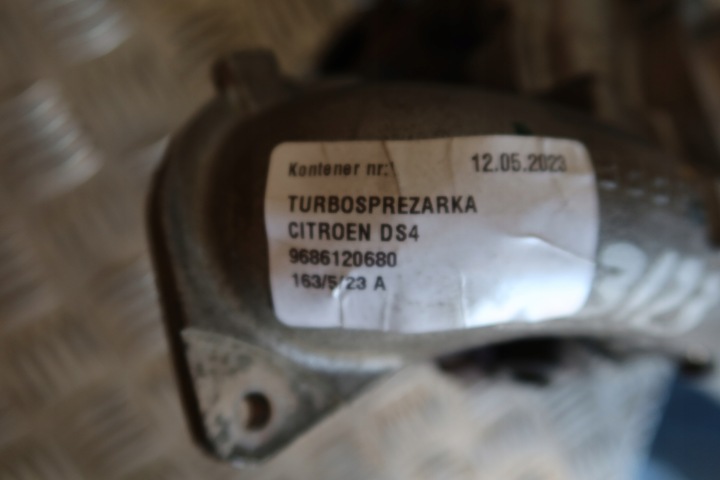 Kontener nr: 12.05.2023
TURBOSPREZARKA
CITROEN DS4
9686120680
163/5/23 A